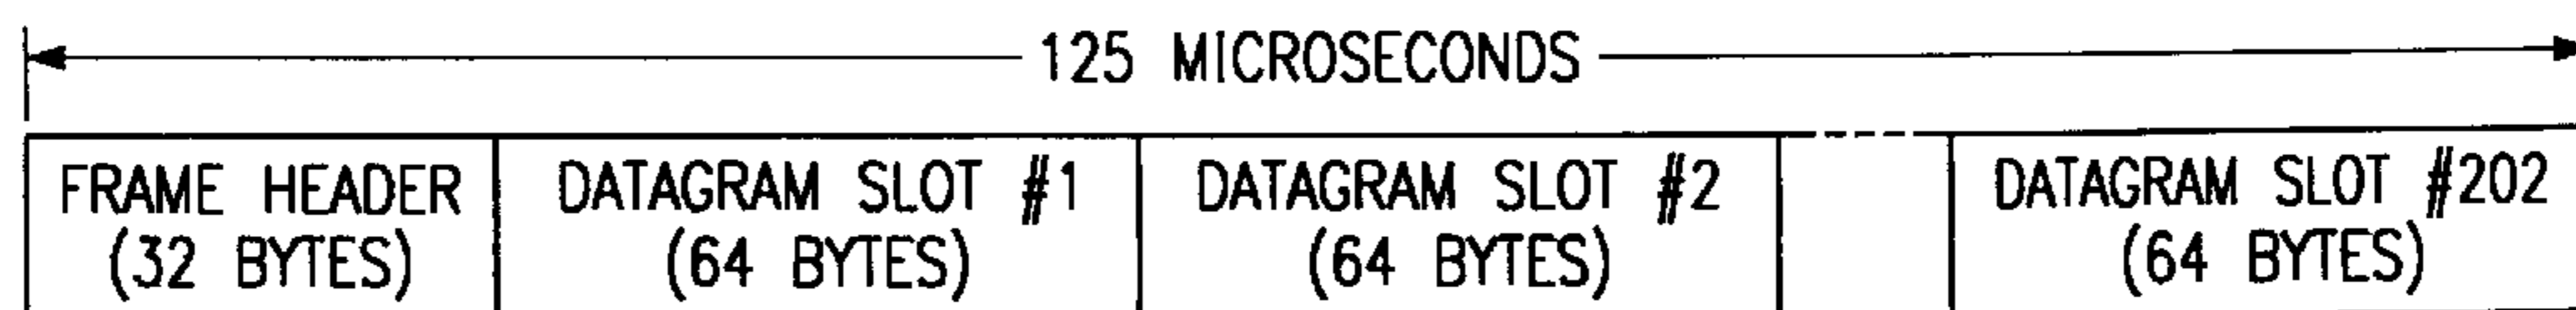 125 MICROSECONDS
FRAME HEADER
(32 BYTES)
DATAGRAM SLOT #1
(64 BYTES)
DATAGRAM SLOT #2
(64 BYTES)
DATAGRAM SLOT #202
(64 BYTES)